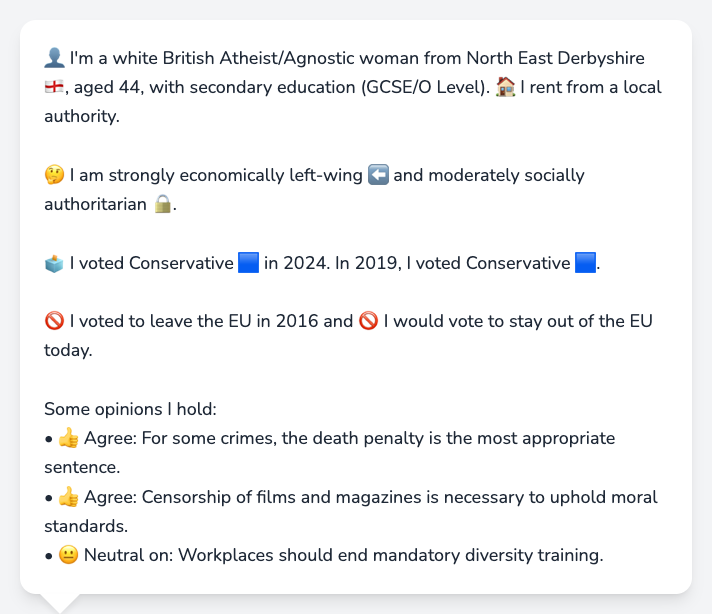 👤 I'm a white British Atheist/Agnostic woman from North East Derbyshire
🏴󠁧󠁢󠁥󠁮󠁧󠁿, aged 44, with secondary education (GCSE/O Level). 🏠 I rent from a local
authority.
🤔 I am strongly economically left-wing ⬅️ and moderately socially
authoritarian 🔒.
🗳️ I voted Conservative 🟦 in 2024. In 2019, I voted Conservative 🟦.
🚫 I voted to leave the EU in 2016 and 🚫 I would vote to stay out of the EU
today.
Some opinions I hold:
• 👍 Agree: For some crimes, the death penalty is the most appropriate
sentence.
• 👍 Agree: Censorship of films and magazines is necessary to uphold moral
standards.
• 😐 Neutral on: Workplaces should end mandatory diversity training.